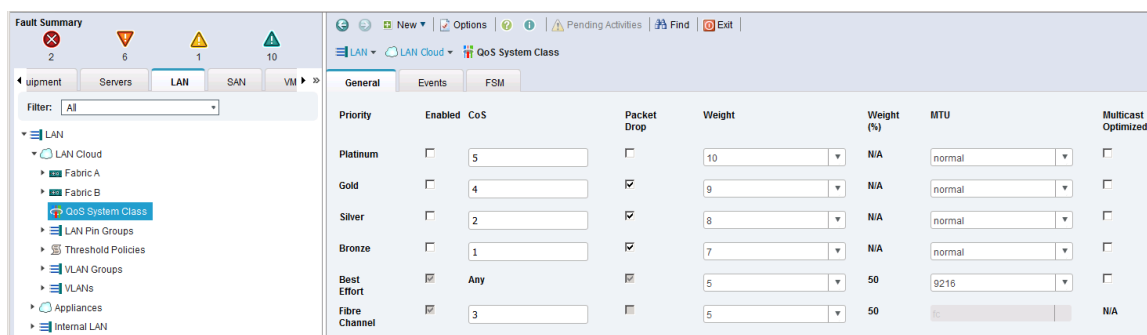 Fault Summary
2 6 1 10
New Options Pending Activities Find Exit
LAN LAN Cloud QoS System Class
uipment Servers LAN SAN VM »
General Events FSM
Filter: All
LAN
LAN Cloud
Fabric A
Fabric B
QoS System Class
LAN Pin Groups
Threshold Policies
VLAN Groups
VLANs
Appliances
Internal LAN
Priority Enabled CoS Packet Drop Weight Weight (%) MTU Multicast Optimized
Platinum 5 10 N/A normal
Gold 4 9 N/A normal
Silver 2 8 N/A normal
Bronze 1 7 N/A normal
Best Effort Any 5 50 9216
Fibre Channel 3 5 50 fc N/A